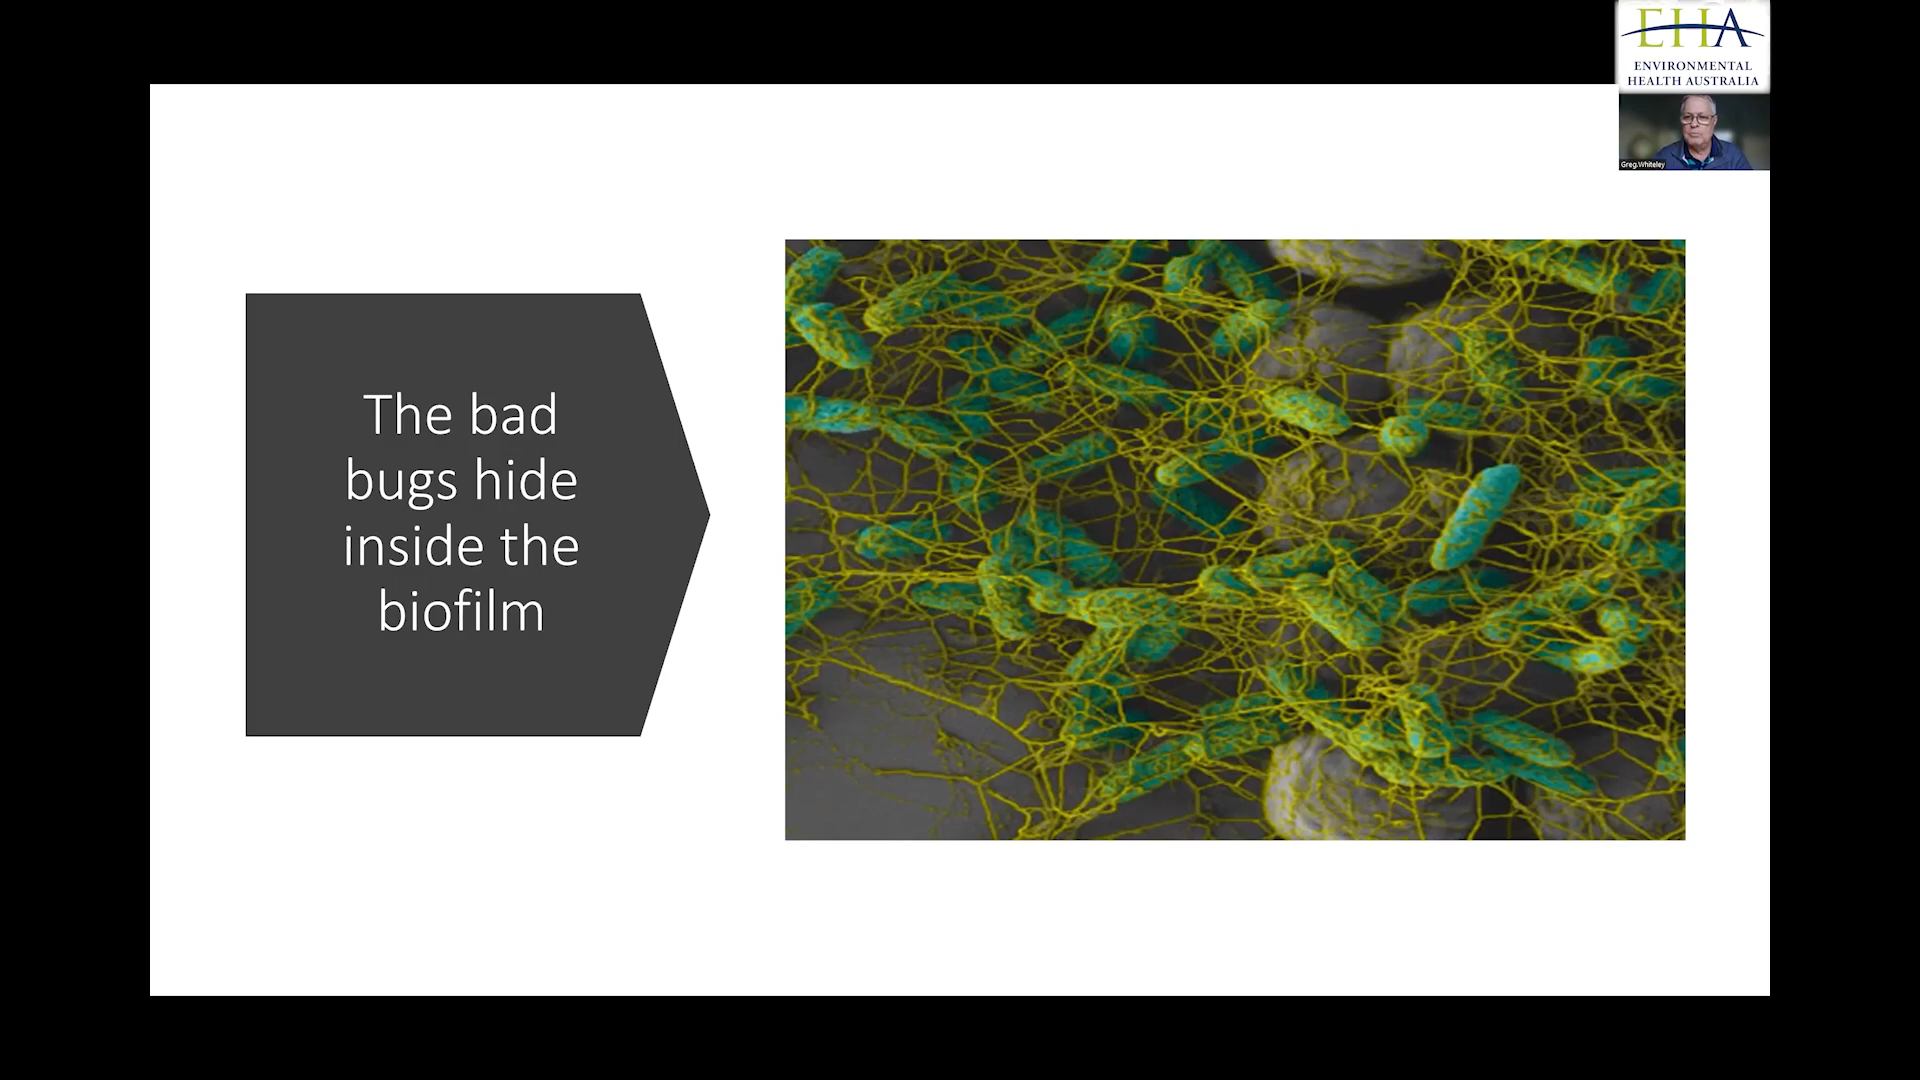 EHA
ENVIRONMENTAL
HEALTH AUSTRALIA
Greg.Whiteley
The bad
bugs hide
inside the
biofilm